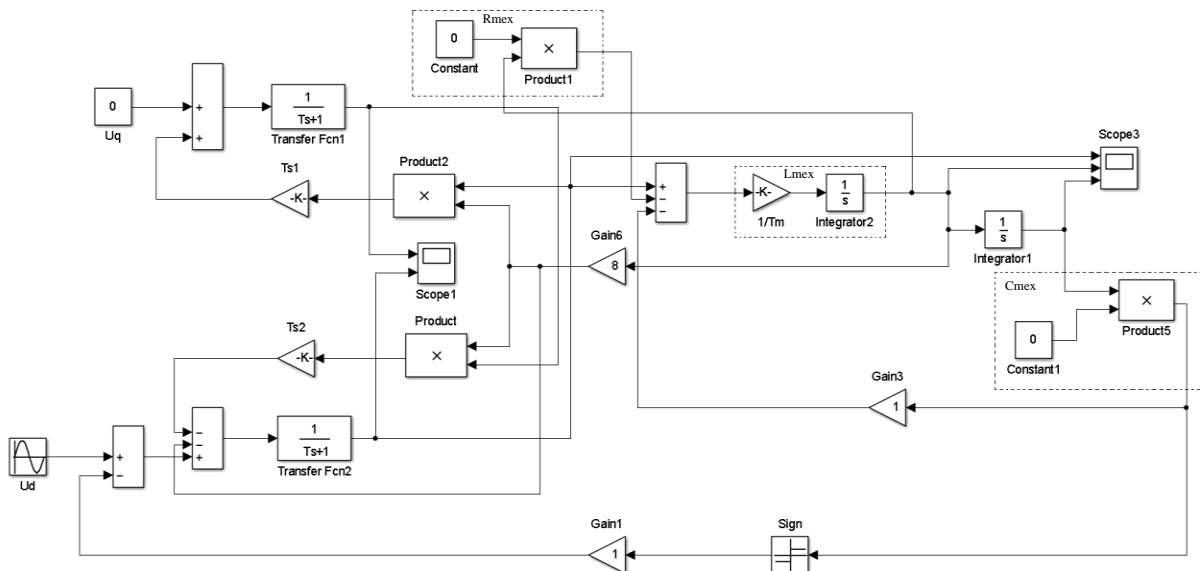 Rmex
0
Constant
×
Product1
0
Uq
+
+
1
Ts+1
Transfer Fcn1
Scope3
Ts1
-K-
Product2
×
+
−
−
-K-
1/Tm
Lmex
1
s
Integrator2
1
s
Integrator1
Gain6
8
Scope1
Cmex
×
Product5
0
Constant1
Ts2
-K-
Product
×
Gain3
1
−
−
+
1
Ts+1
Transfer Fcn2
Ud
+
−
Gain1
1
Sign